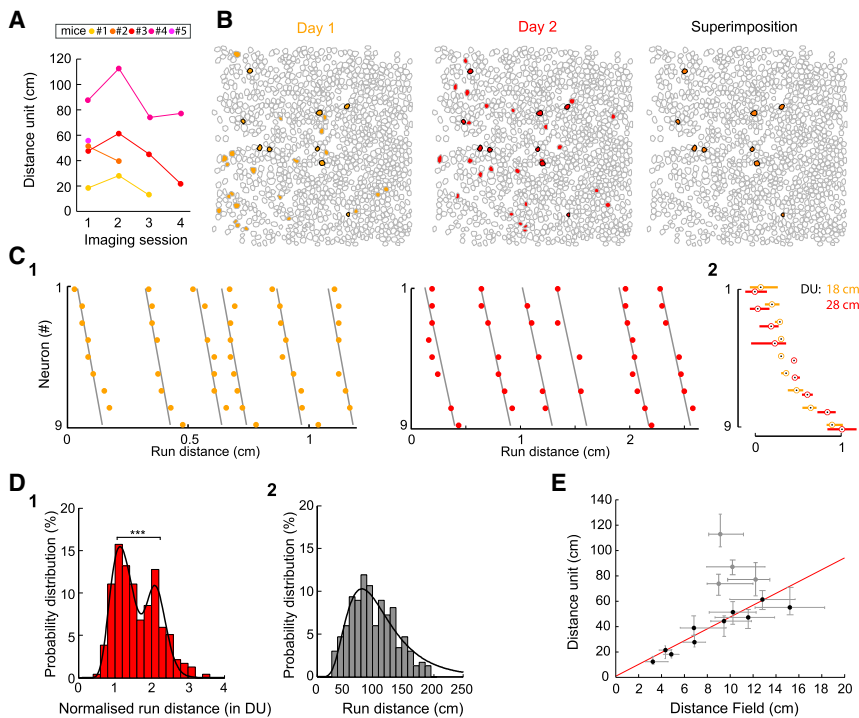 A
mice #1 #2 #3 #4 #5
Distance unit (cm)
120
100
80
60
40
20
0
1 2 3 4
Imaging session
B
Day 1
Day 2
Superimposition
C
1
Neuron (#)
1
9
0 0.5 1
Run distance (cm)
1
9
0 1 2
Run distance (cm)
2
DU: 18 cm
28 cm
1
9
0 1
D
1
Probability distribution (%)
20
15
10
5
0
***
0 1 2 3 4
Normalised run distance (in DU)
2
Probability distribution (%)
20
15
10
5
0
0 50 100 150 200 250
Run distance (cm)
E
Distance unit (cm)
140
120
100
80
60
40
20
0
0 2 4 6 8 10 12 14 16 18 20
Distance Field (cm)